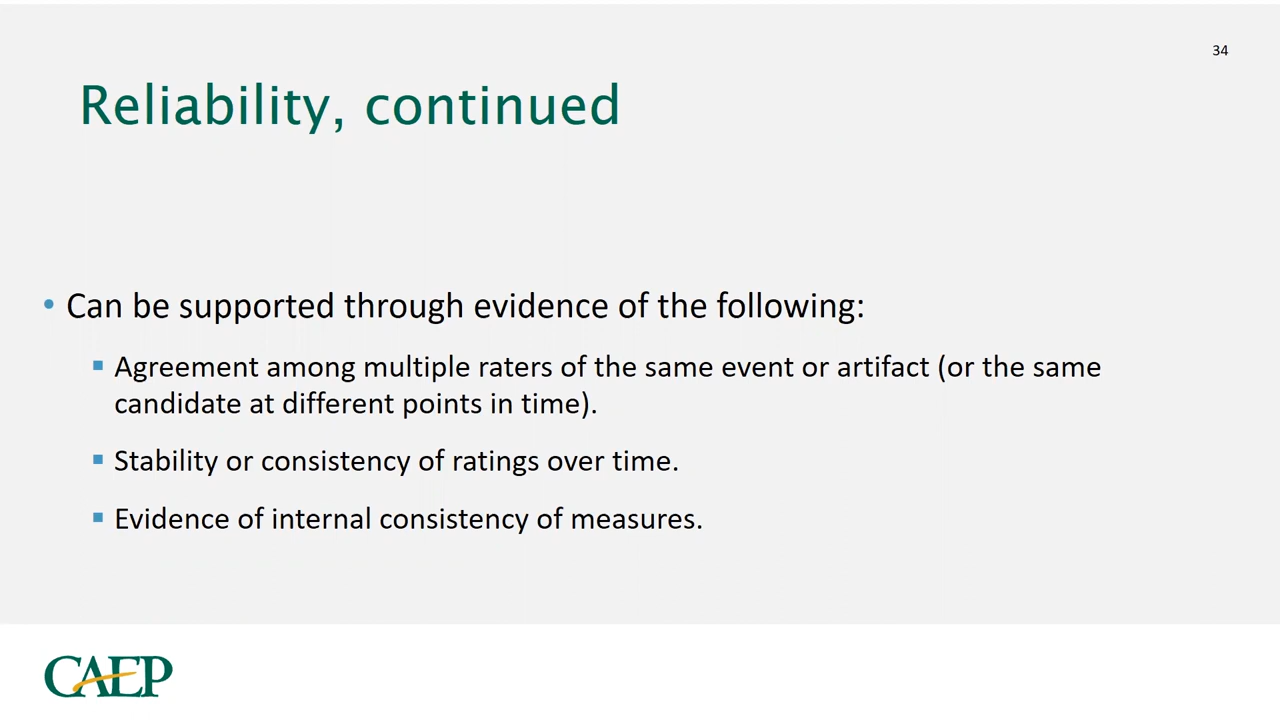 34
Reliability, continued
• Can be supported through evidence of the following:
▪ Agreement among multiple raters of the same event or artifact (or the same
candidate at different points in time).
▪ Stability or consistency of ratings over time.
▪ Evidence of internal consistency of measures.
CAEP